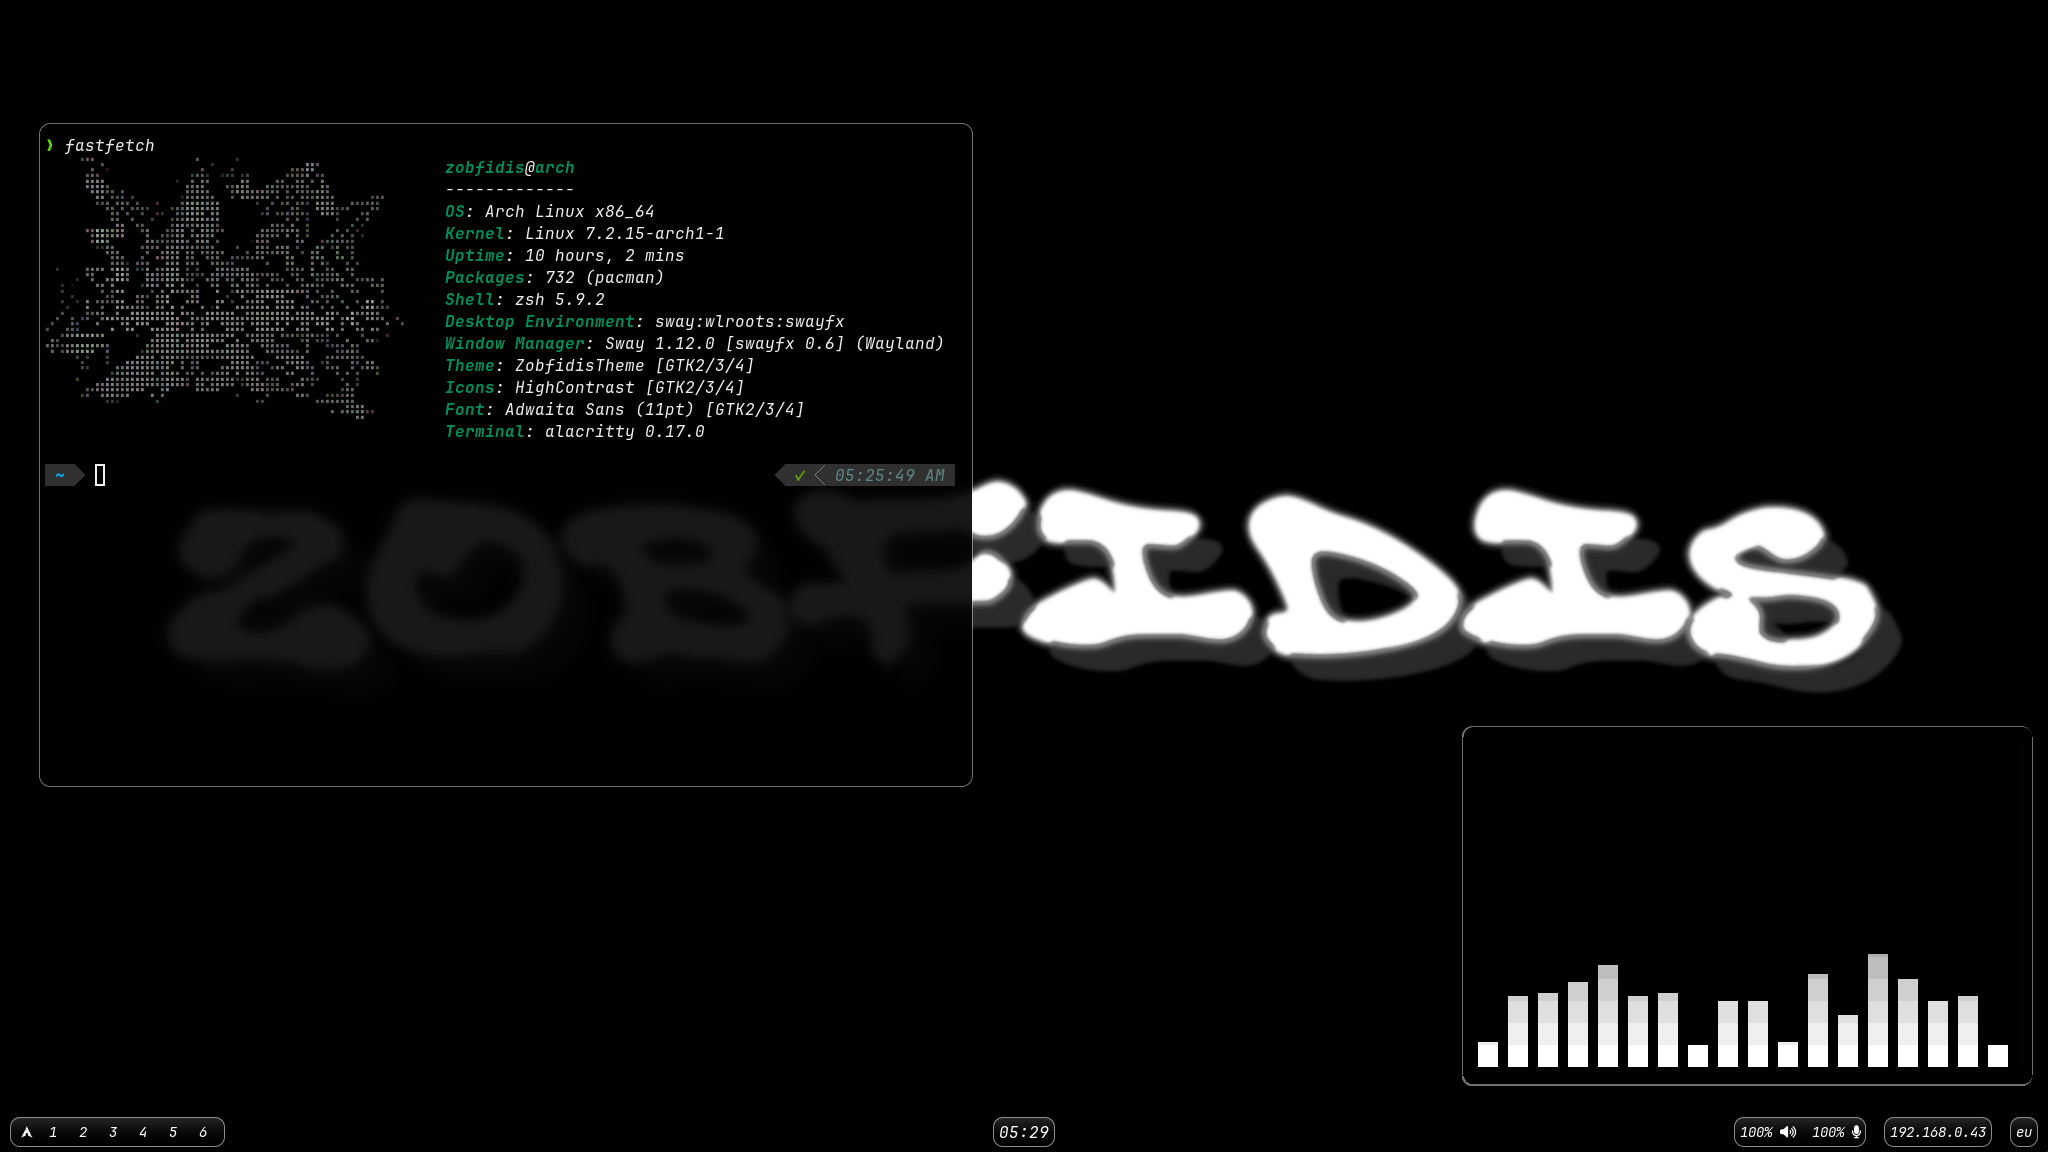 ❯ fastfetch
zobfidis@arch
-------------
OS: Arch Linux x86_64
Kernel: Linux 7.2.15-arch1-1
Uptime: 10 hours, 2 mins
Packages: 732 (pacman)
Shell: zsh 5.9.2
Desktop Environment: sway:wlroots:swayfx
Window Manager: Sway 1.12.0 [swayfx 0.6] (Wayland)
Theme: ZobfidisTheme [GTK2/3/4]
Icons: HighContrast [GTK2/3/4]
Font: Adwaita Sans (11pt) [GTK2/3/4]
Terminal: alacritty 0.17.0
~ ✓ 05:25:49 AM
ZOBFIDIS
1 2 3 4 5 6 05:29 100% 100% 192.168.0.43 eu